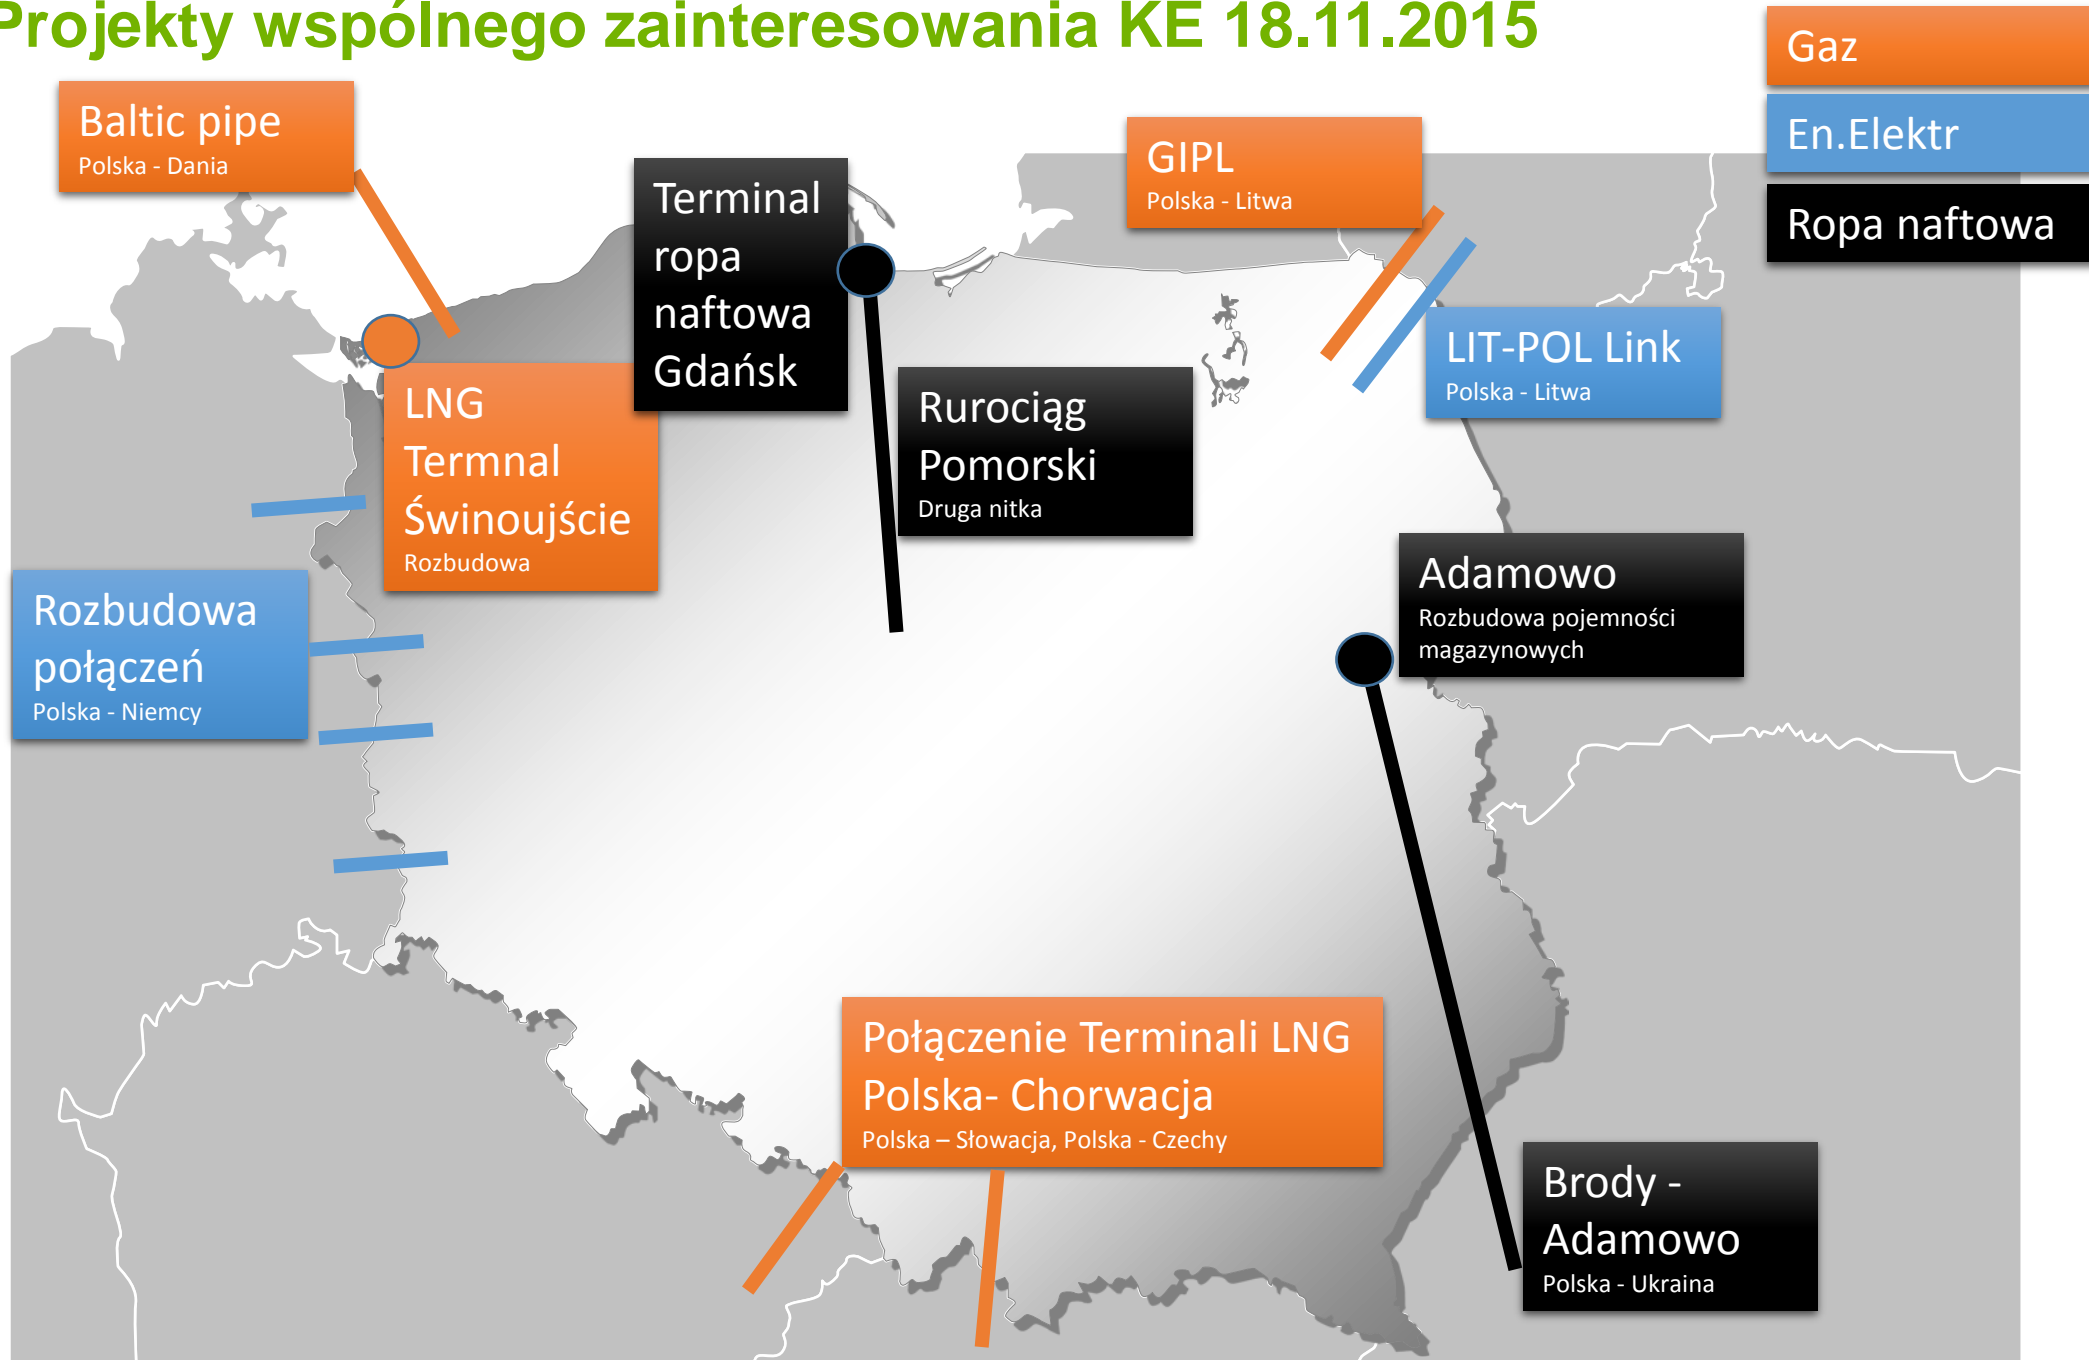 Projekty wspólnego zainteresowania KE 18.11.2015
Gaz
En.Elektr
Ropa naftowa
Baltic pipe
Polska - Dania
Terminal
ropa
naftowa
Gdańsk
GIPL
Polska - Litwa
LIT-POL Link
Polska - Litwa
LNG
Termnal
Świnoujście
Rozbudowa
Rurociąg
Pomorski
Druga nitka
Rozbudowa
połączeń
Polska - Niemcy
Adamowo
Rozbudowa pojemności
magazynowych
Połączenie Terminali LNG
Polska- Chorwacja
Polska – Słowacja, Polska - Czechy
Brody -
Adamowo
Polska - Ukraina